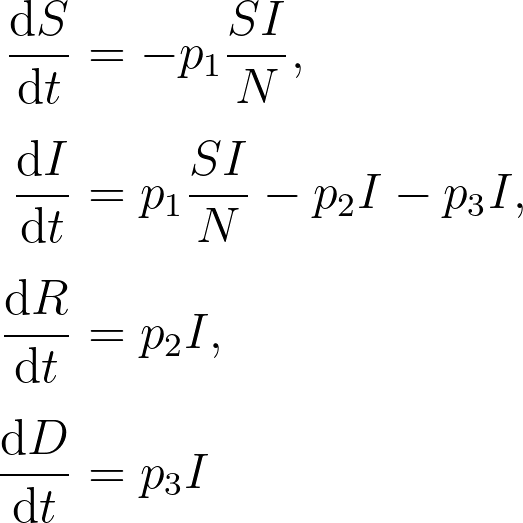 dS/dt = −p₁ SI/N,
dI/dt = p₁ SI/N − p₂I − p₃I,
dR/dt = p₂I,
dD/dt = p₃I